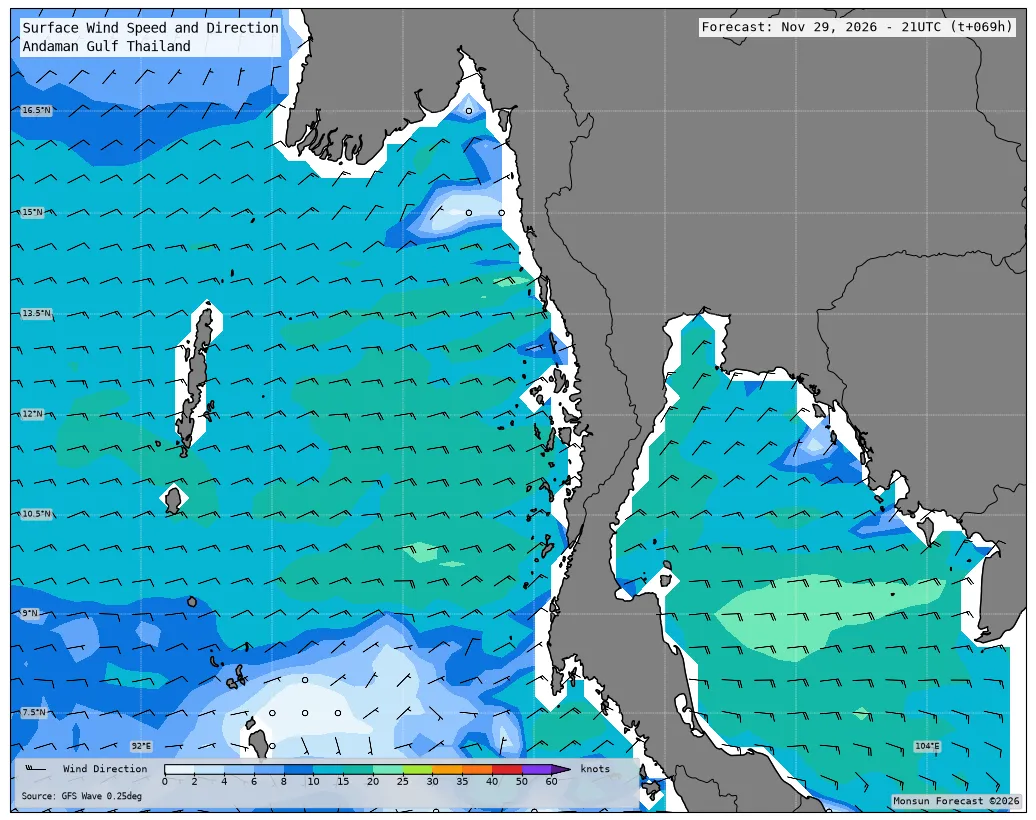 Surface Wind Speed and Direction
Andaman Gulf Thailand
Forecast: Nov 29, 2026 - 21UTC (t+069h)
16.5°N
15°N
13.5°N
12°N
10.5°N
9°N
7.5°N
92°E
104°E
Wind Direction
knots
0 2 4 6 8 10 15 20 25 30 35 40 50 60
Source: GFS Wave 0.25deg
Monsun Forecast ©2026